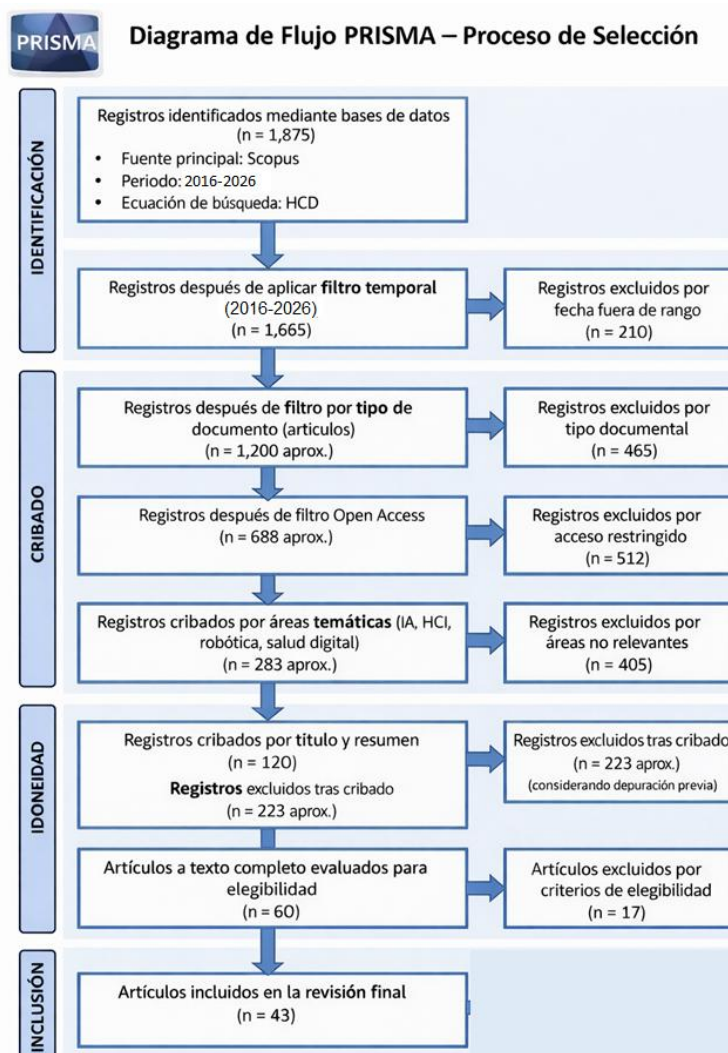 PRISMA
Diagrama de Flujo PRISMA – Proceso de Selección
IDENTIFICACIÓN
Registros identificados mediante bases de datos
(n = 1,875)
• Fuente principal: Scopus
• Periodo: 2016-2026
• Ecuación de búsqueda: HCD
Registros después de aplicar filtro temporal
(2016-2026)
(n = 1,665)
Registros excluidos por
fecha fuera de rango
(n = 210)
CRIBADO
Registros después de filtro por tipo de
documento (articulos)
(n = 1,200 aprox.)
Registros excluidos por
tipo documental
(n = 465)
Registros después de filtro Open Access
(n = 688 aprox.)
Registros excluidos por
acceso restringido
(n = 512)
Registros cribados por áreas temáticas (IA, HCI,
robótica, salud digital)
(n = 283 aprox.)
Registros excluidos por
áreas no relevantes
(n = 405)
IDONEIDAD
Registros cribados por título y resumen
(n = 120)
Registros excluidos tras cribado
(n = 223 aprox.)
Registros excluidos tras cribado
(n = 223 aprox.)
(considerando depuración previa)
Artículos a texto completo evaluados para
elegibilidad
(n = 60)
Artículos excluidos por
criterios de elegibilidad
(n = 17)
INCLUSIÓN
Artículos incluidos en la revisión final
(n = 43)